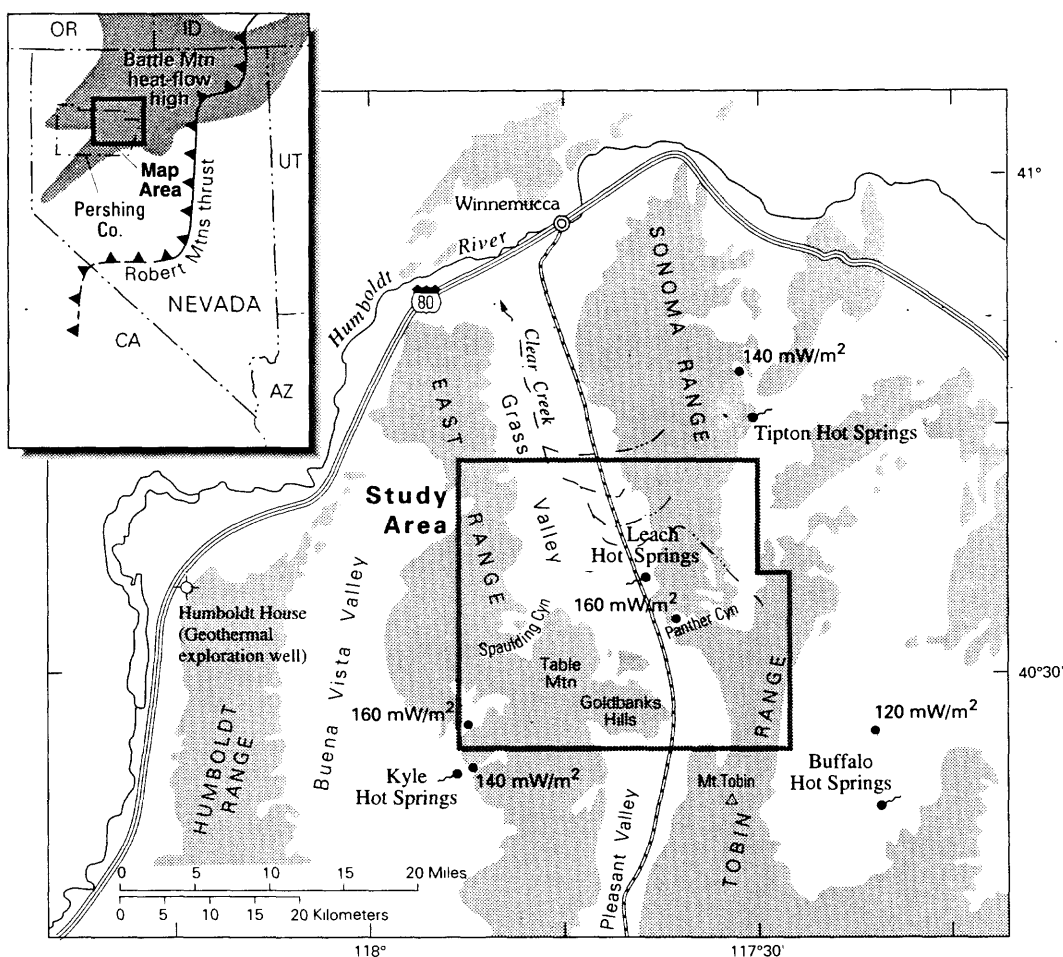 OR
ID
Battle Mtn
heat-flow
high
Map
Area
UT
Pershing
Co.
Robert Mtns thrust
NEVADA
CA
AZ
41°
Winnemucca
Humboldt River
80
SONOMA RANGE
140 mW/m2
Clear Creek
EAST RANGE
Grass Valley
Tipton Hot Springs
Study
Area
Leach
Hot Springs
160 mW/m2
Panther Cyn
Humboldt House
(Geothermal
exploration well)
Buena Vista Valley
Spaulding Cyn
Table
Mtn
Goldbanks
Hills
40°30'
160 mW/m2
120 mW/m2
HUMBOLDT
RANGE
Kyle
Hot Springs
140 mW/m2
Mt. Tobin
Buffalo
Hot Springs
TOBIN RANGE
Pleasant Valley
0 5 10 15 20 Miles
0 5 10 15 20 Kilometers
118°
117°30'